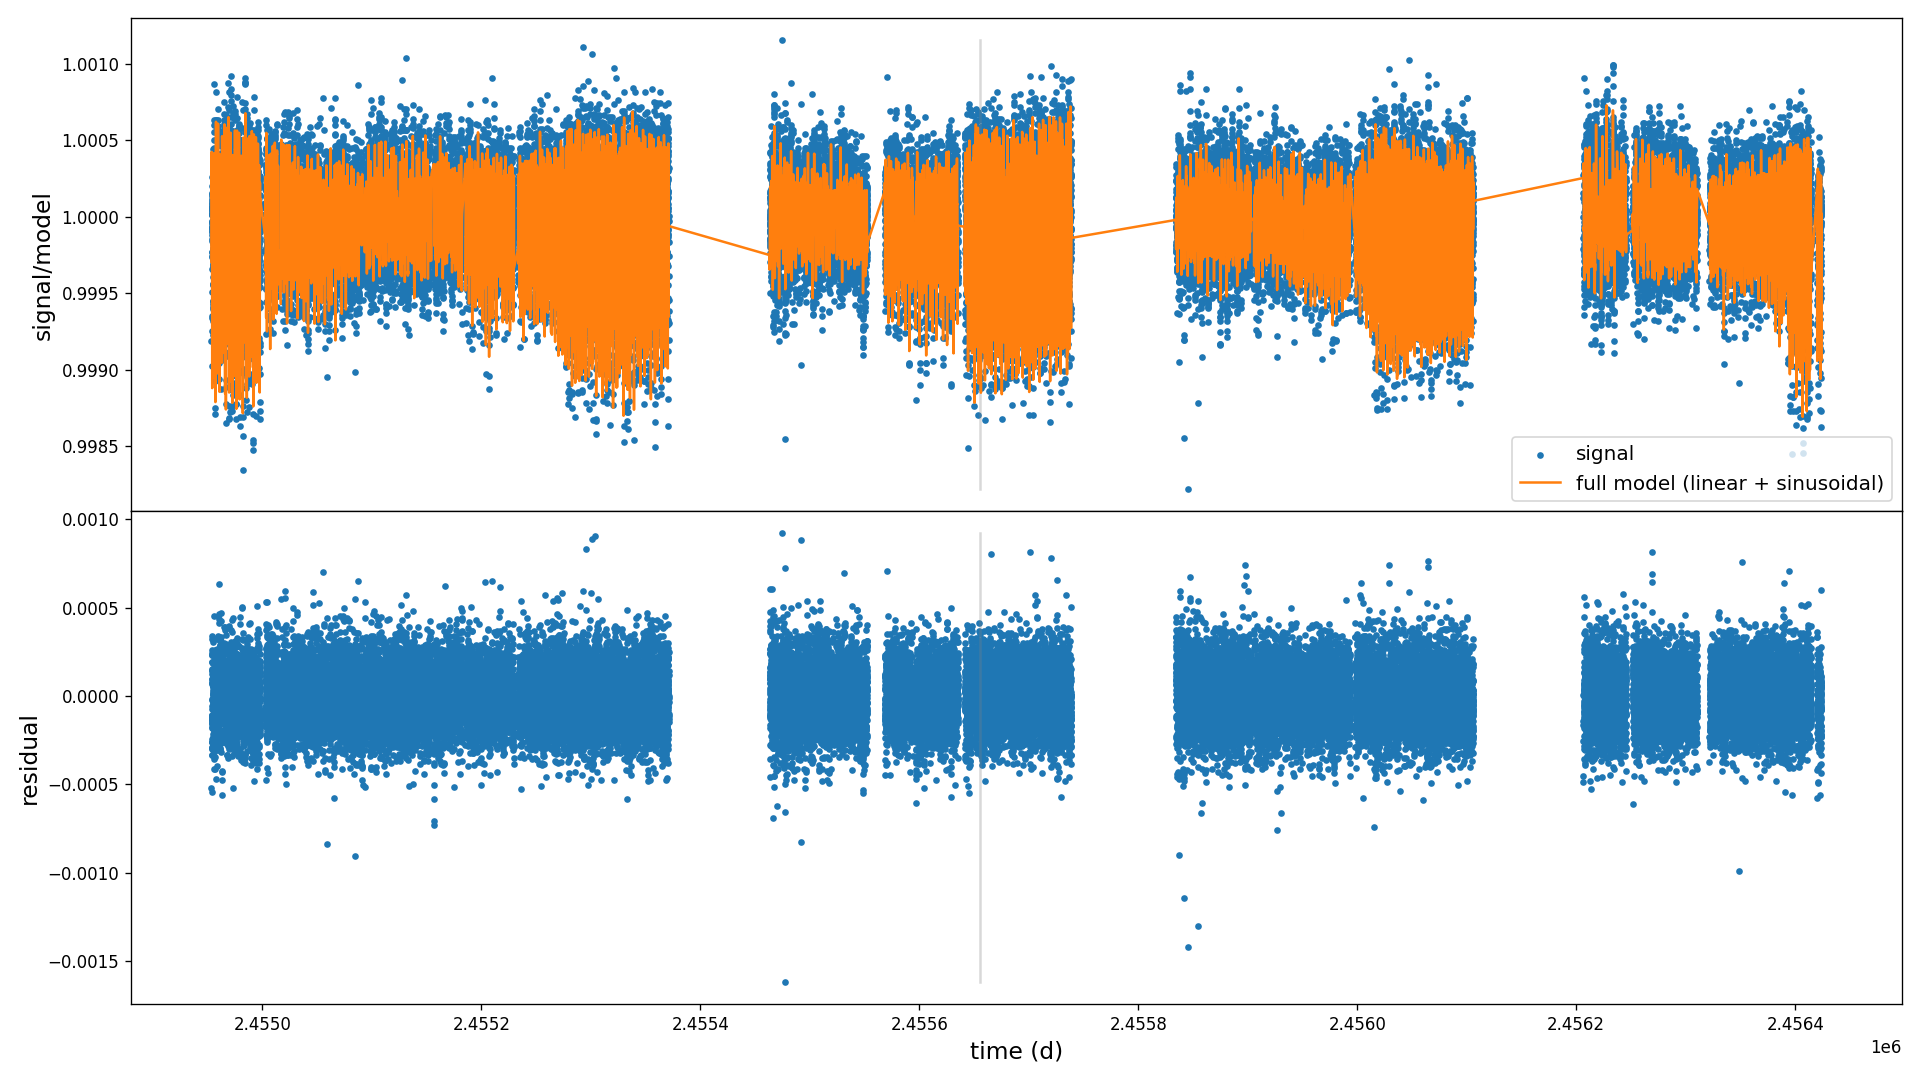 signal/model
1.0010
1.0005
1.0000
0.9995
0.9990
0.9985
signal
full model (linear + sinusoidal)
residual
0.0010
0.0005
0.0000
−0.0005
−0.0010
−0.0015
2.4550 2.4552 2.4554 2.4556 2.4558 2.4560 2.4562 2.4564
time (d)
1e6